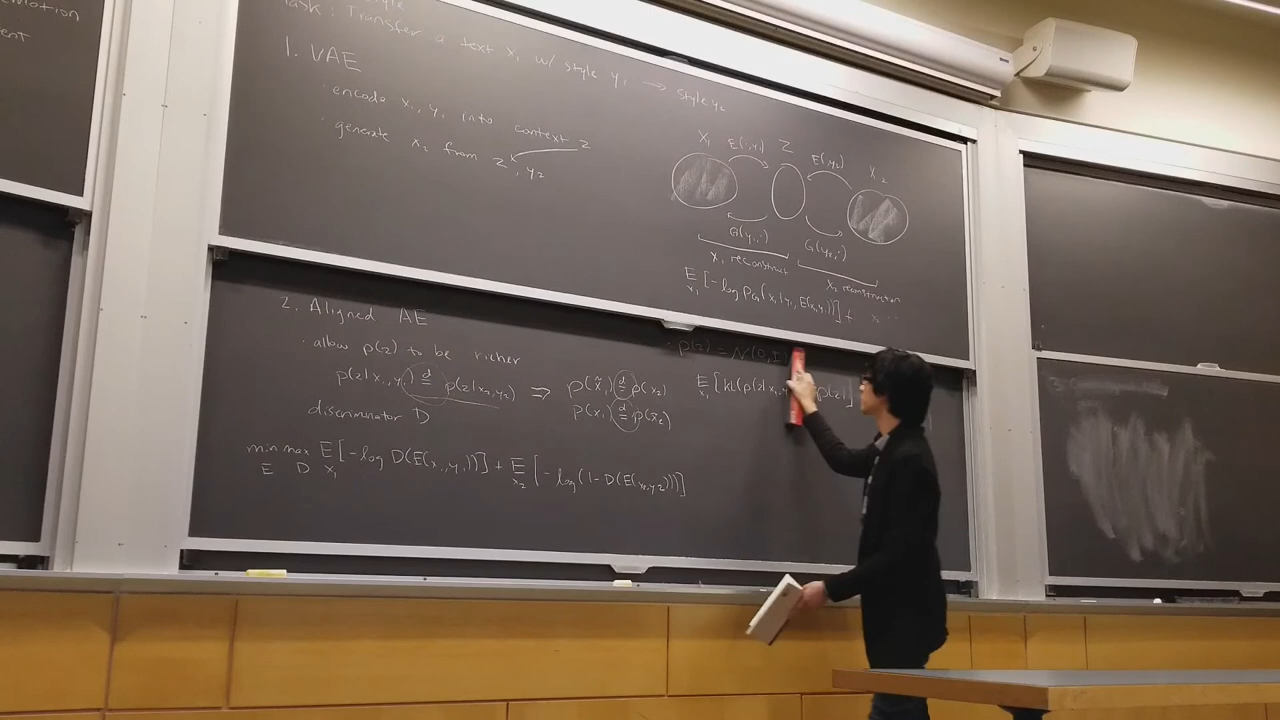 Task: Transfer a text x₁ w/ style y₁ → style y₂
1. VAE
· encode x₁, y₁ into context z
· generate x₂ from z, y₂
X₁ E(·,y₁) Z E(·,y₂) X₂
G(y₁,·) G(y₂,·)
X₁ reconstruct X₂ reconstruction
E [-log p_G(x₁|y₁, E(x₁,y₁))] + x₂ ...
x₁
2. Aligned AE
· allow p(z) to be richer
p(z|x₁,y₁) =ᵈ p(z|x₂,y₂) ⇒ p(x̃₁) =ᵈ p(x₂)
p(x₁) =ᵈ p(x̃₂)
discriminator D
min max E [-log D(E(x₁,y₁))] + E [-log(1-D(E(x₂,y₂)))]
E D x₁ x₂
· p(z) = N(0,I)
E [KL(p(z|x₁,y p(z)]
x₁